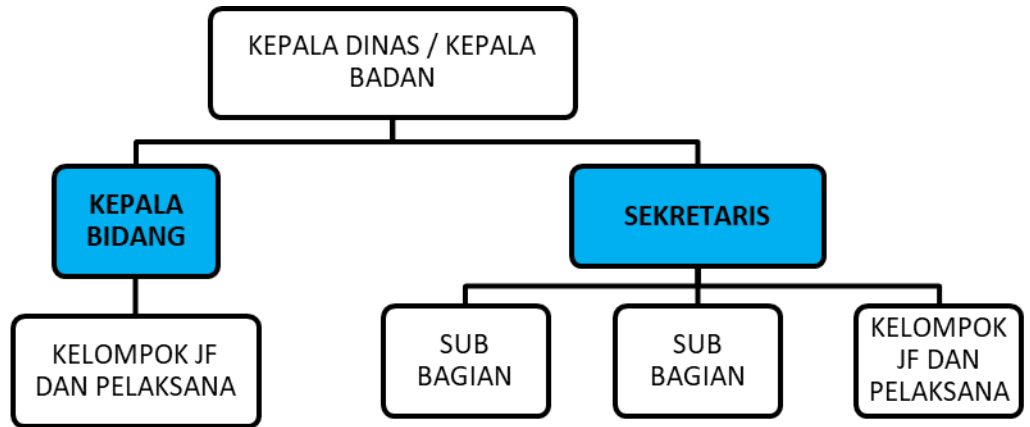 KEPALA DINAS / KEPALA
BADAN
KEPALA
BIDANG
SEKRETARIS
KELOMPOK JF
DAN PELAKSANA
SUB
BAGIAN
SUB
BAGIAN
KELOMPOK
JF DAN
PELAKSANA